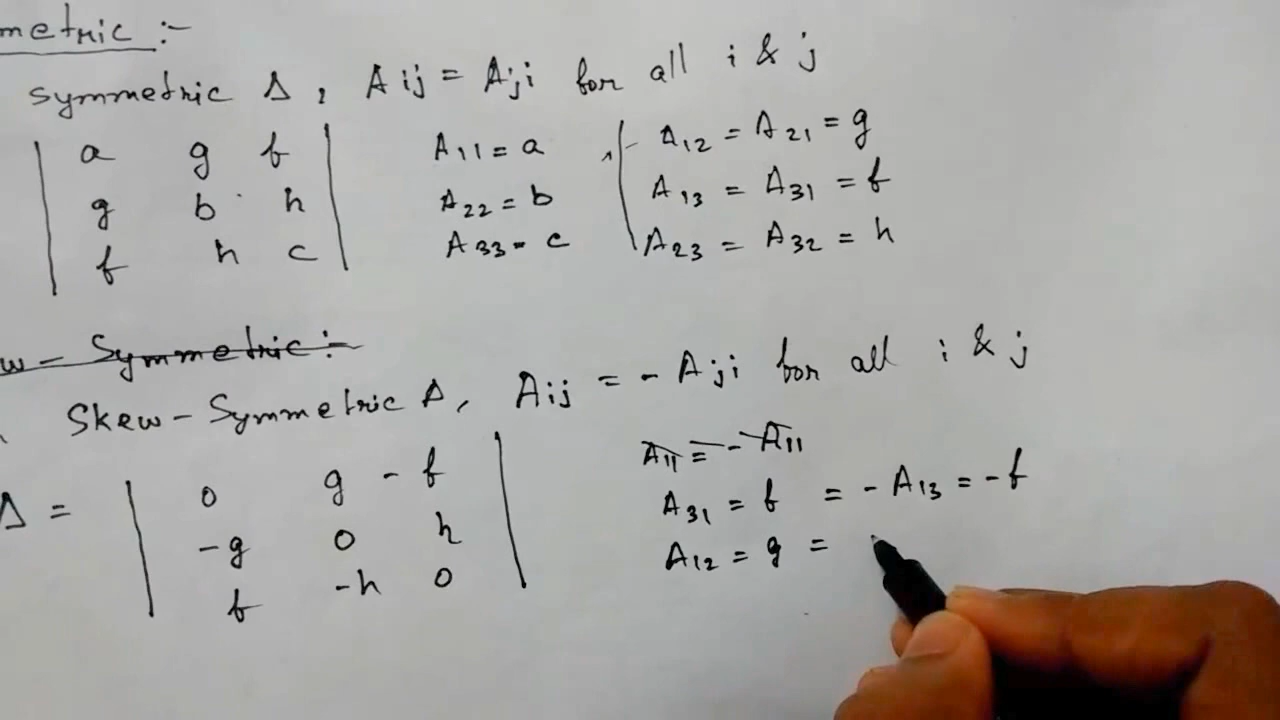 metric :-
symmetric Δ, Aij = Aji for all i & j
| a g f | A11 = a | A12 = A21 = g
| g b h | A22 = b | A13 = A31 = f
| f h c | A33 = c | A23 = A32 = h
w - Symmetric :-
Skew - Symmetric Δ, Aij = - Aji for all i & j
A11 = - A11
Δ = | 0 g - f | A31 = f = - A13 = - f
| -g 0 h | A12 = g =
| f -h 0 |